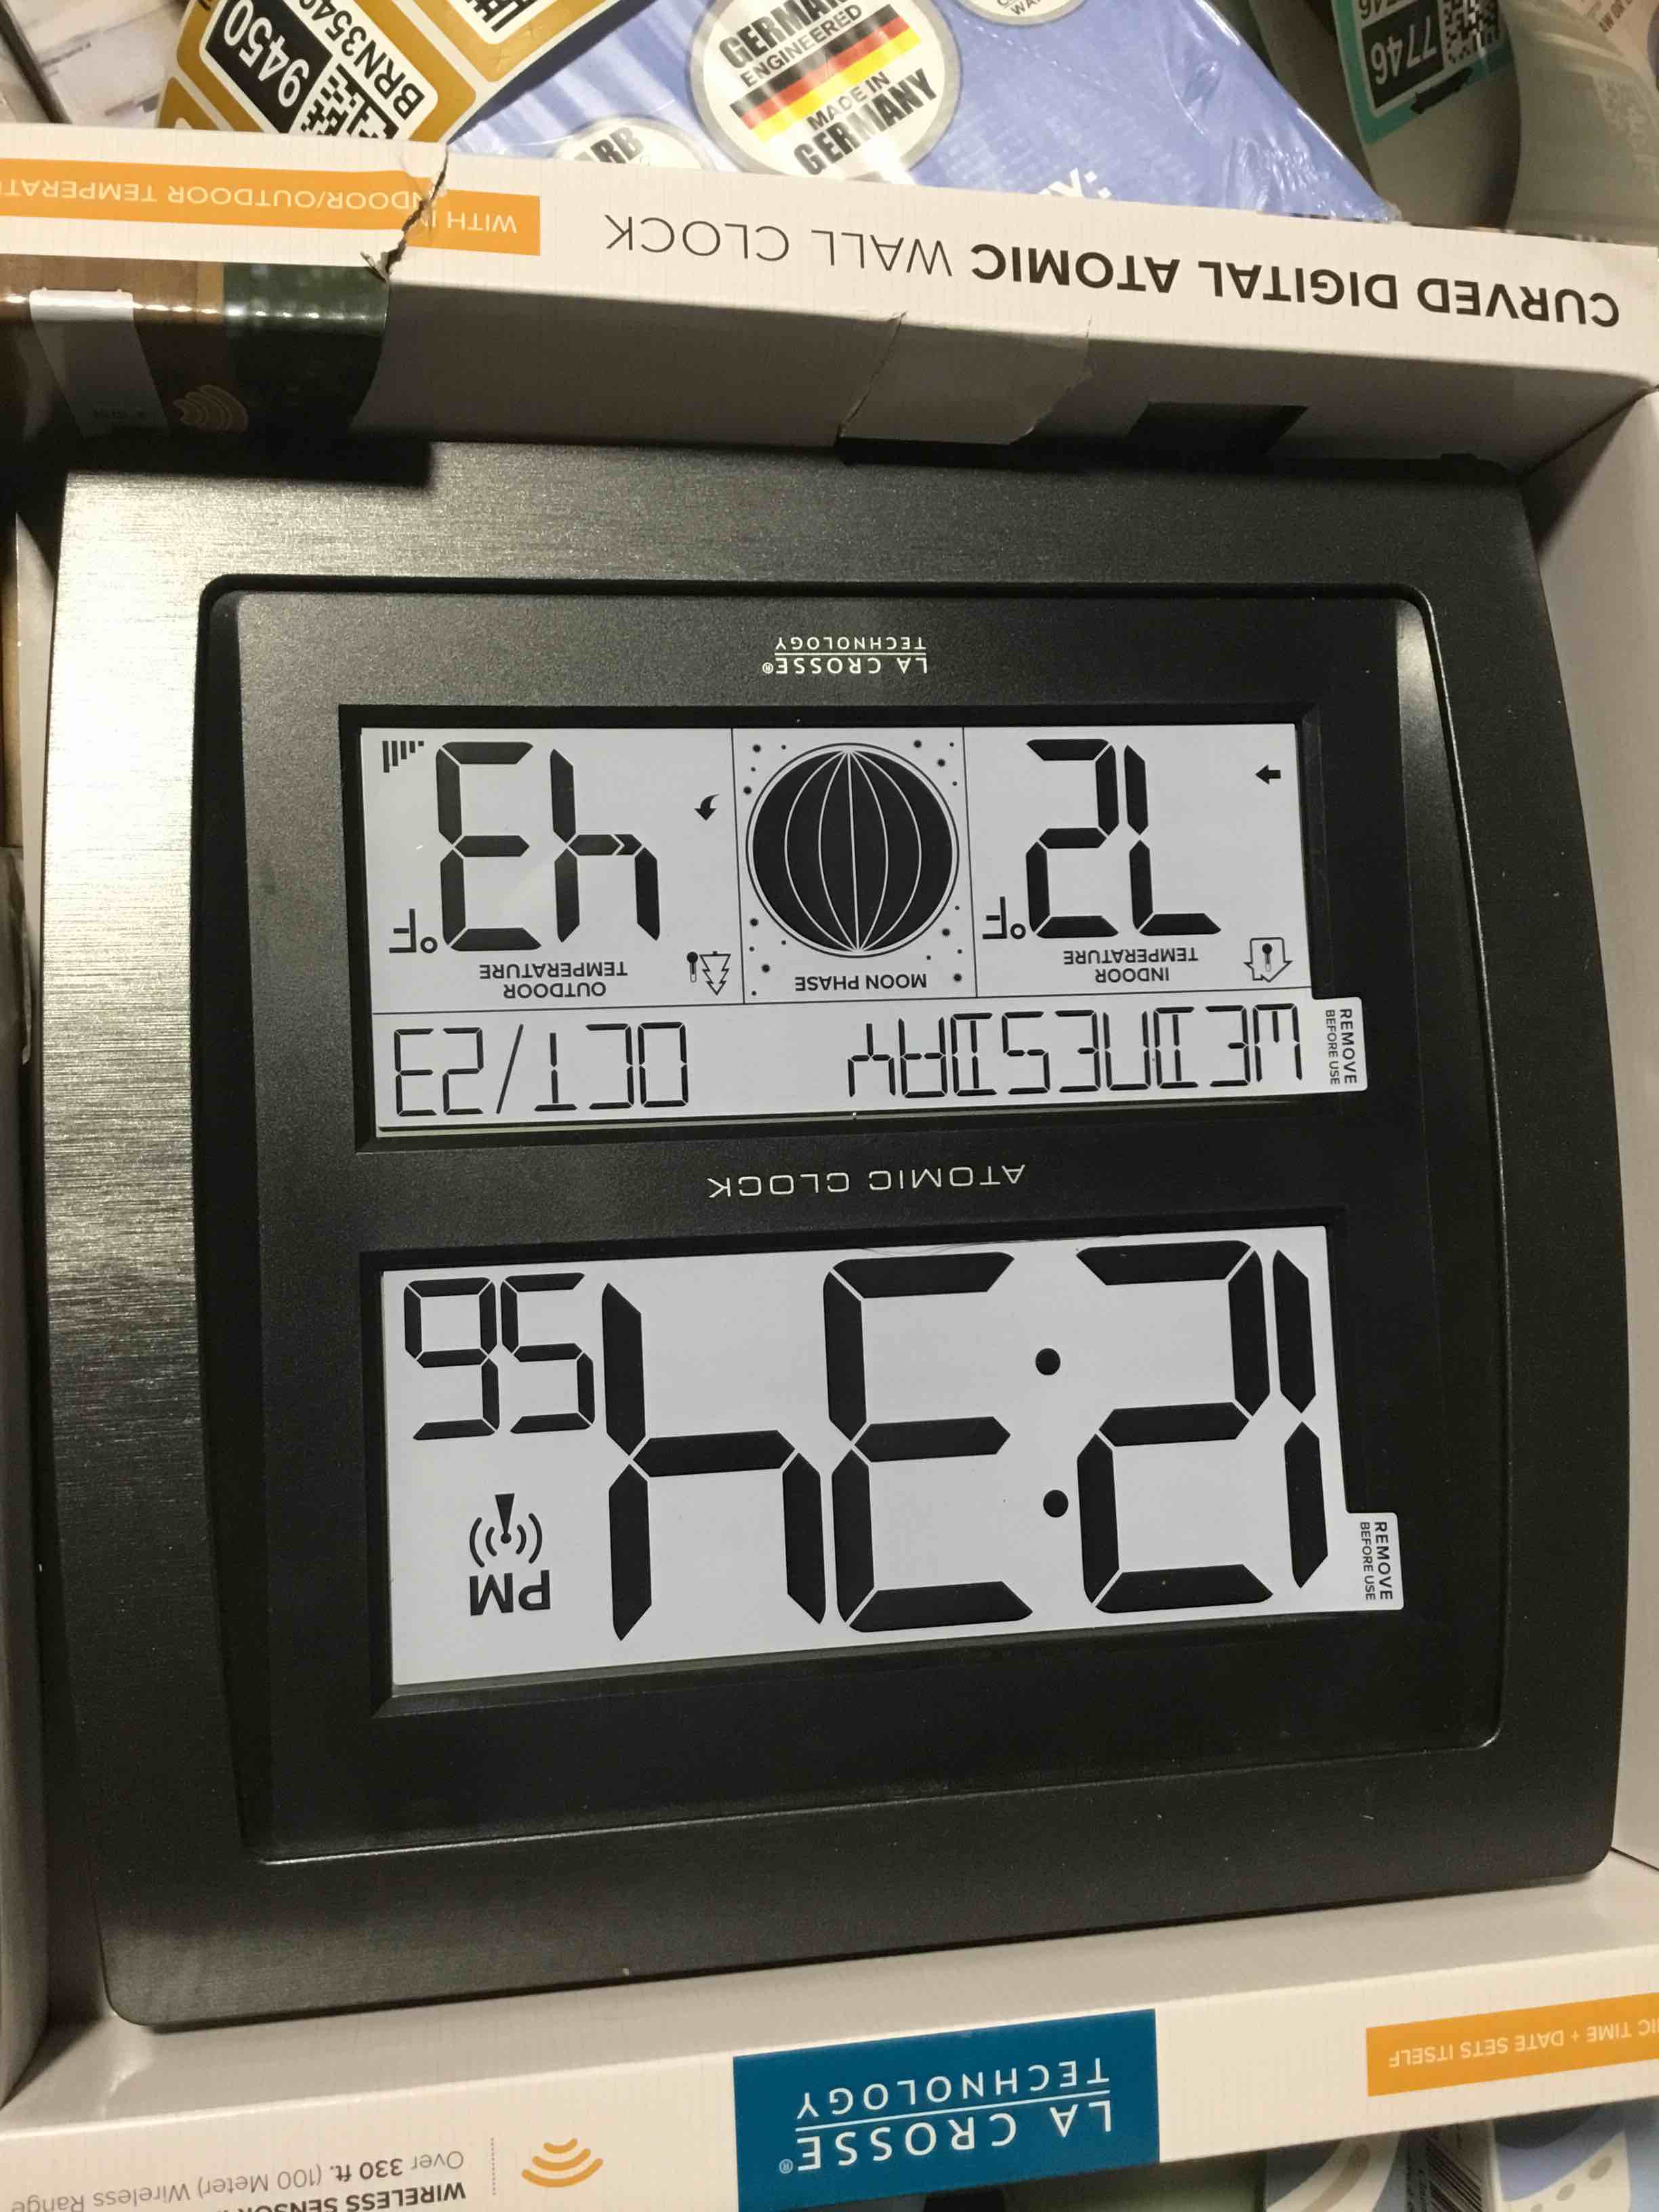 WIRELESS SENSOR
Over 330 ft. (100 Meter) Wireless Range
LA CROSSE®
TECHNOLOGY
TIME + DATE SETS ITSELF
REMOVE
BEFORE USE
12:34 56
PM
ATOMIC CLOCK
REMOVE
BEFORE USE
WEDNESDAY OCT/23
INDOOR
TEMPERATURE
72°F
MOON PHASE
OUTDOOR
TEMPERATURE
43°F
LA CROSSE®
TECHNOLOGY
CURVED DIGITAL ATOMIC WALL CLOCK
WITH INDOOR/OUTDOOR
GERMAN
ENGINEERED
MADE IN
GERMANY
9450
7746